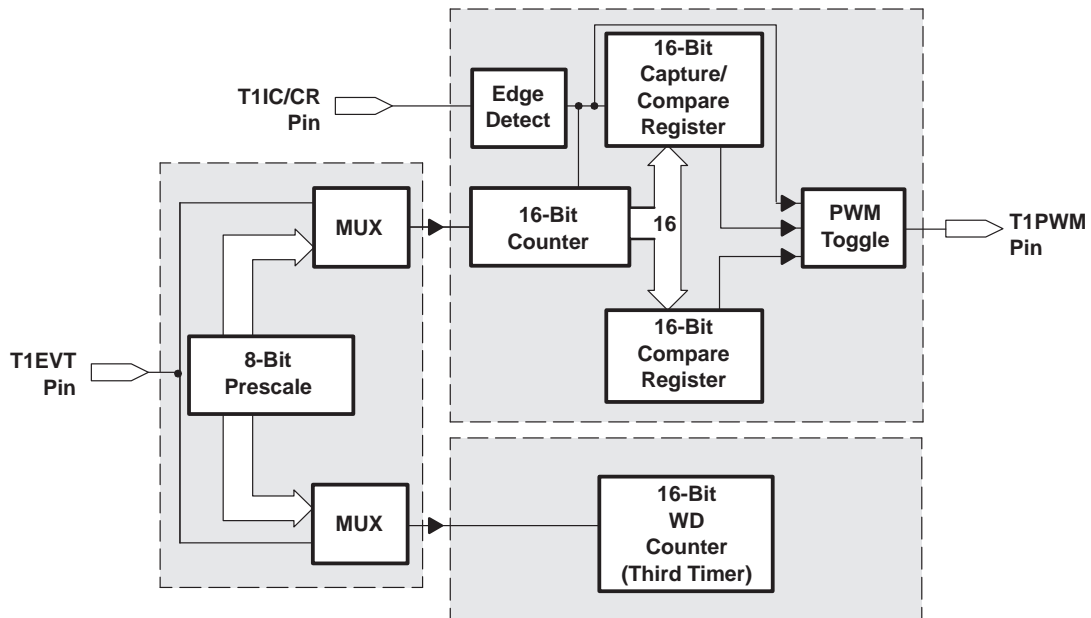 T1IC/CR
Pin
Edge
Detect
16-Bit
Capture/
Compare
Register
MUX
16-Bit
Counter
16
PWM
Toggle
T1PWM
Pin
T1EVT
Pin
8-Bit
Prescale
16-Bit
Compare
Register
MUX
16-Bit
WD
Counter
(Third Timer)